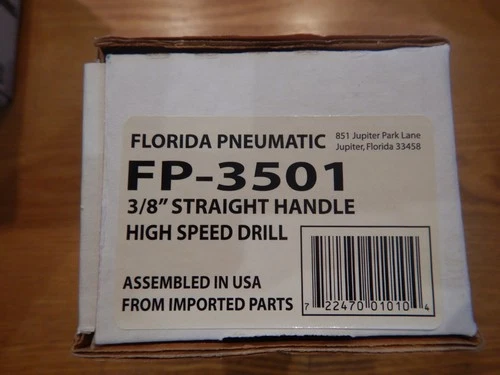 FLORIDA PNEUMATIC
851 Jupiter Park Lane
Jupiter, Florida 33458
FP-3501
3/8” STRAIGHT HANDLE
HIGH SPEED DRILL
ASSEMBLED IN USA
FROM IMPORTED PARTS
7 22470 01010 4